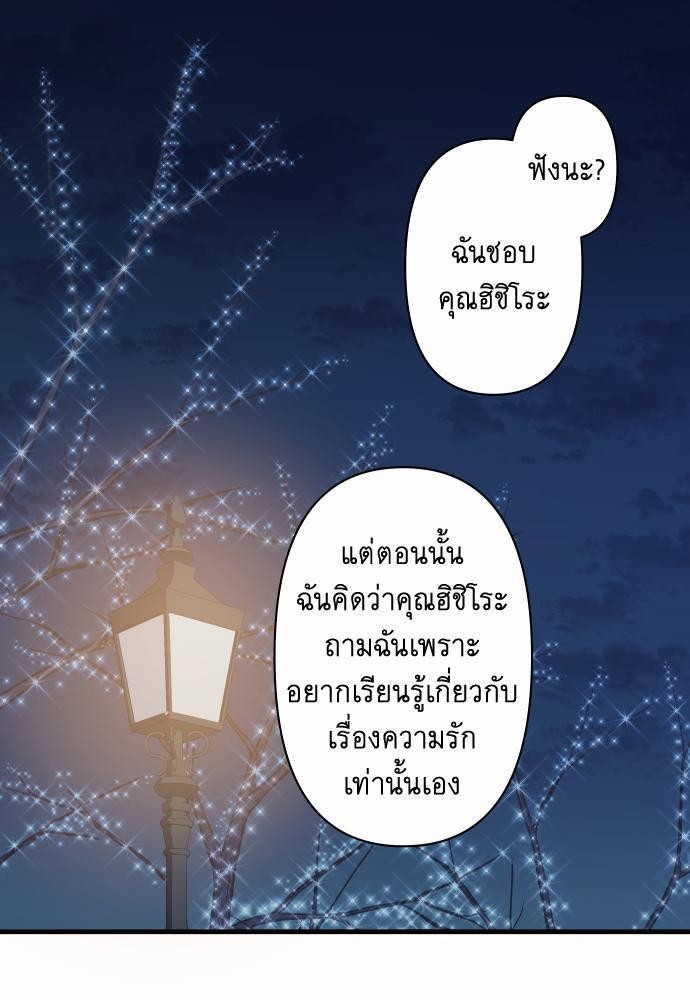 ฟังนะ?
ฉันชอบ
คุณฮิชิโระ
แต่ตอนนั้น
ฉันคิดว่าคุณฮิชิโระ
ถามฉันเพราะ
อยากเรียนรู้เกี่ยวกับ
เรื่องความรัก
เท่านั้นเอง